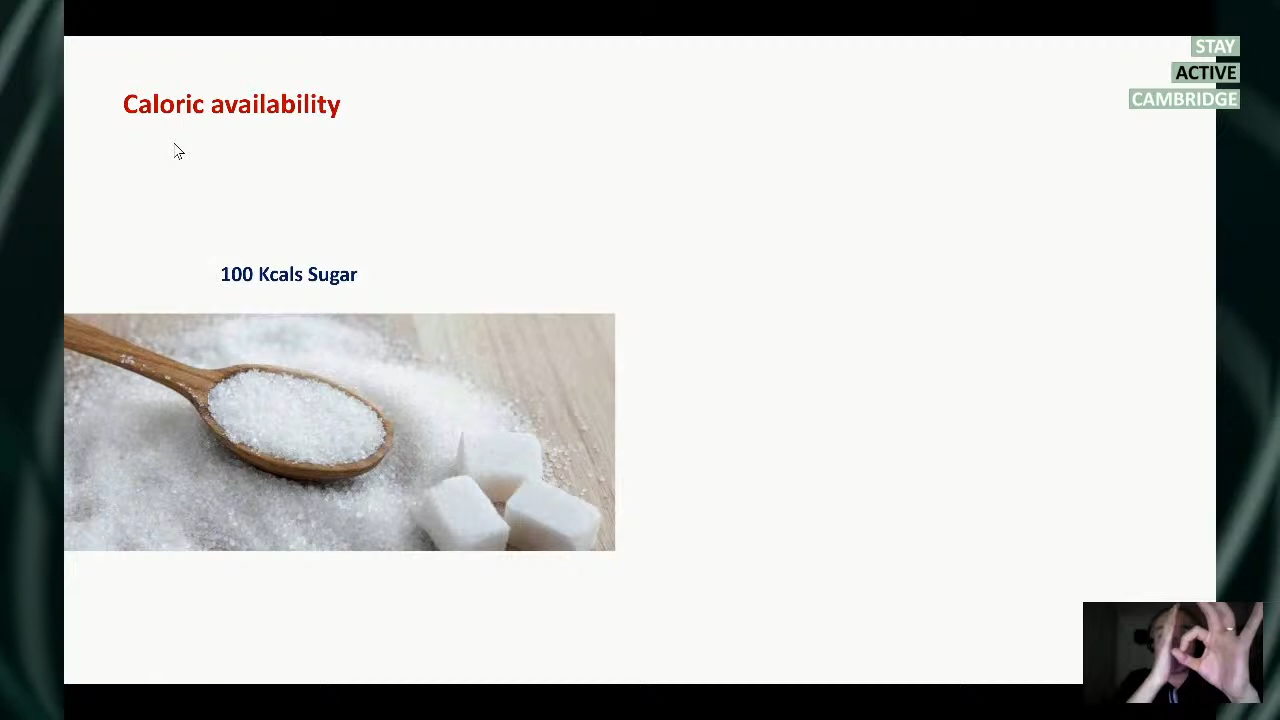 STAY
ACTIVE
CAMBRIDGE
Caloric availability
100 Kcals Sugar